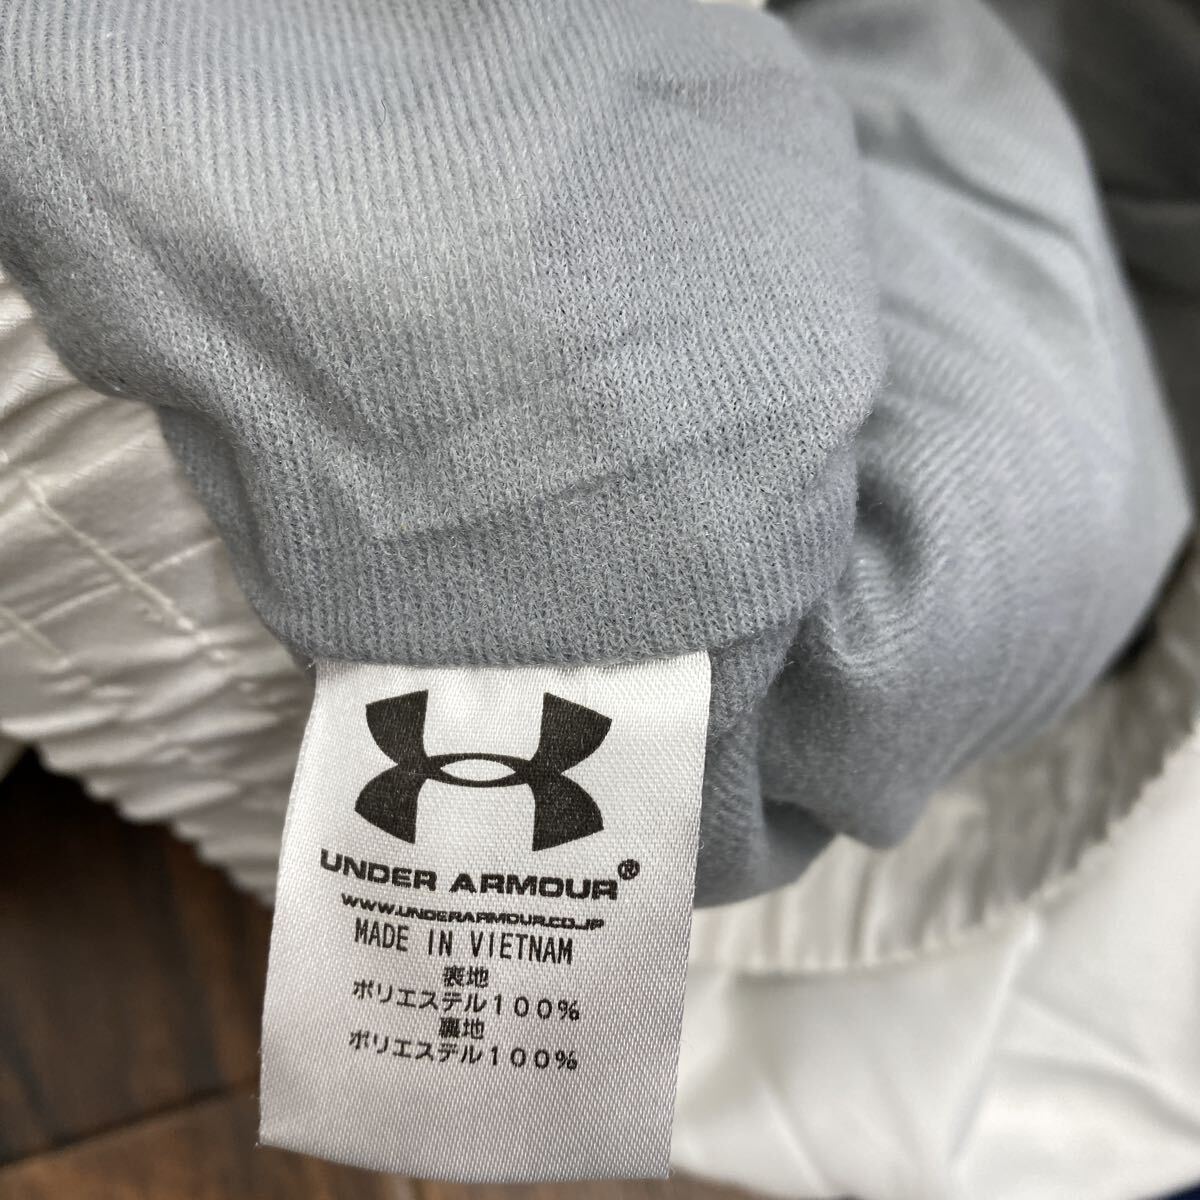 UNDER ARMOUR®
WWW.UNDERARMOUR.CO.JP
MADE IN VIETNAM
表地
ポリエステル100%
裏地
ポリエステル100%